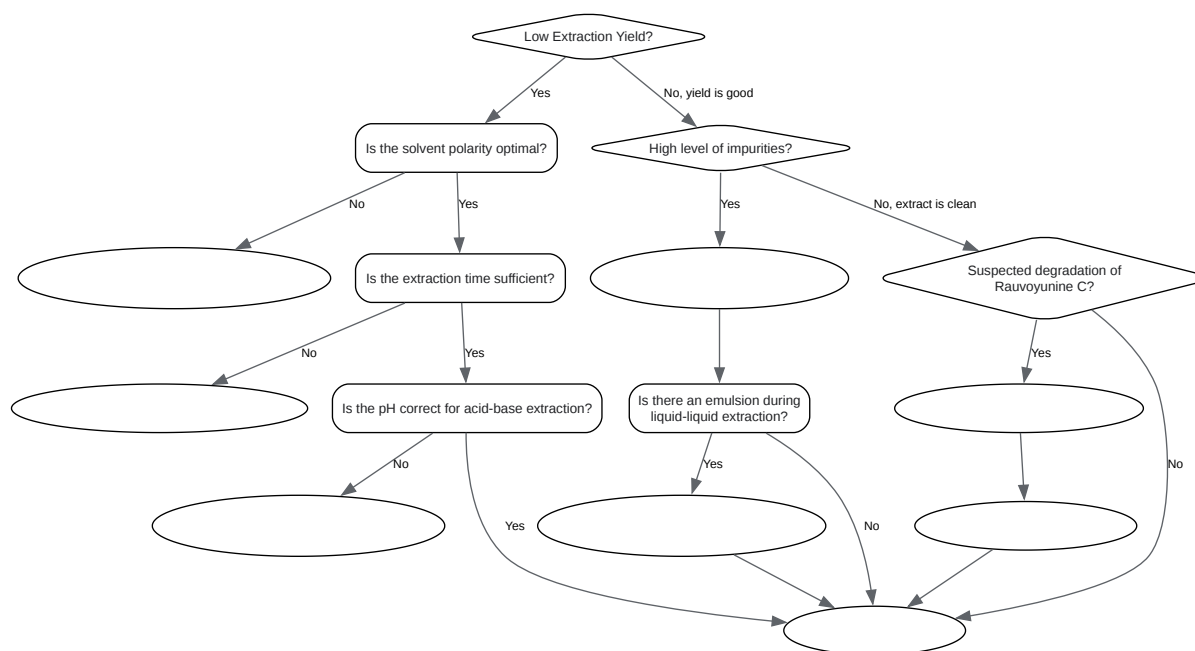 Low Extraction Yield?
Yes
No, yield is good
Is the solvent polarity optimal?
High level of impurities?
No
Yes
Yes
No, extract is clean
Is the extraction time sufficient?
Suspected degradation of
Rauvoyunine C?
No
Yes
Yes
Is the pH correct for acid-base extraction?
Is there an emulsion during
liquid-liquid extraction?
No
Yes
No
Yes
No